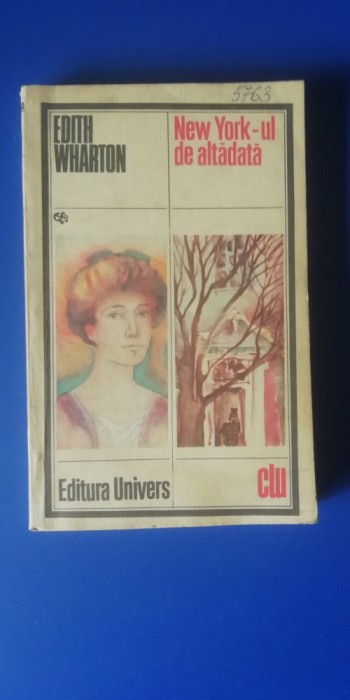 5763
EDITH
WHARTON
New York-ul
de altădată
Editura Univers
clu